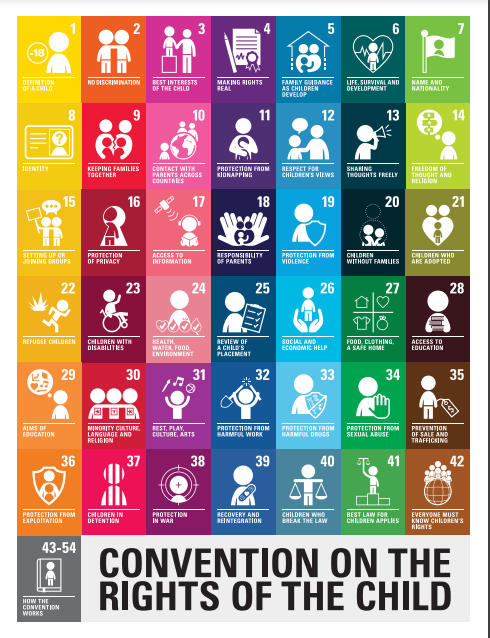 1
-18
DEFINITION
OF A CHILD
2
NO DISCRIMINATION
3
BEST INTERESTS
OF THE CHILD
4
MAKING RIGHTS
REAL
5
FAMILY GUIDANCE
AS CHILDREN
DEVELOP
6
LIFE, SURVIVAL AND
DEVELOPMENT
7
NAME AND
NATIONALITY
8
?
IDENTITY
9
KEEPING FAMILIES
TOGETHER
10
CONTACT WITH
PARENTS ACROSS
COUNTRIES
11
PROTECTION FROM
KIDNAPPING
12
RESPECT FOR
CHILDREN'S VIEWS
13
SHARING
THOUGHTS FREELY
14
FREEDOM OF
THOUGHT AND
RELIGION
15
SETTING UP OR
JOINING GROUPS
16
PROTECTION
OF PRIVACY
17
ACCESS TO
INFORMATION
18
RESPONSIBILITY
OF PARENTS
19
PROTECTION FROM
VIOLENCE
20
CHILDREN
WITHOUT FAMILIES
21
CHILDREN WHO
ARE ADOPTED
22
REFUGEE CHILDREN
23
CHILDREN WITH
DISABILITIES
24
HEALTH,
WATER, FOOD,
ENVIRONMENT
25
REVIEW OF
A CHILD'S
PLACEMENT
26
SOCIAL AND
ECONOMIC HELP
27
FOOD, CLOTHING,
A SAFE HOME
28
ACCESS TO
EDUCATION
29
AIMS OF
EDUCATION
30
MINORITY CULTURE,
LANGUAGE AND
RELIGION
31
REST, PLAY,
CULTURE, ARTS
32
PROTECTION FROM
HARMFUL WORK
33
PROTECTION FROM
HARMFUL DRUGS
34
PROTECTION FROM
SEXUAL ABUSE
35
$
PREVENTION
OF SALE AND
TRAFFICKING
36
PROTECTION FROM
EXPLOITATION
37
CHILDREN IN
DETENTION
38
PROTECTION
IN WAR
39
RECOVERY AND
REINTEGRATION
40
CHILDREN WHO
BREAK THE LAW
41
BEST LAW FOR
CHILDREN APPLIES
42
EVERYONE MUST
KNOW CHILDREN'S
RIGHTS
43-54
HOW THE
CONVENTION
WORKS
CONVENTION ON THE
RIGHTS OF THE CHILD